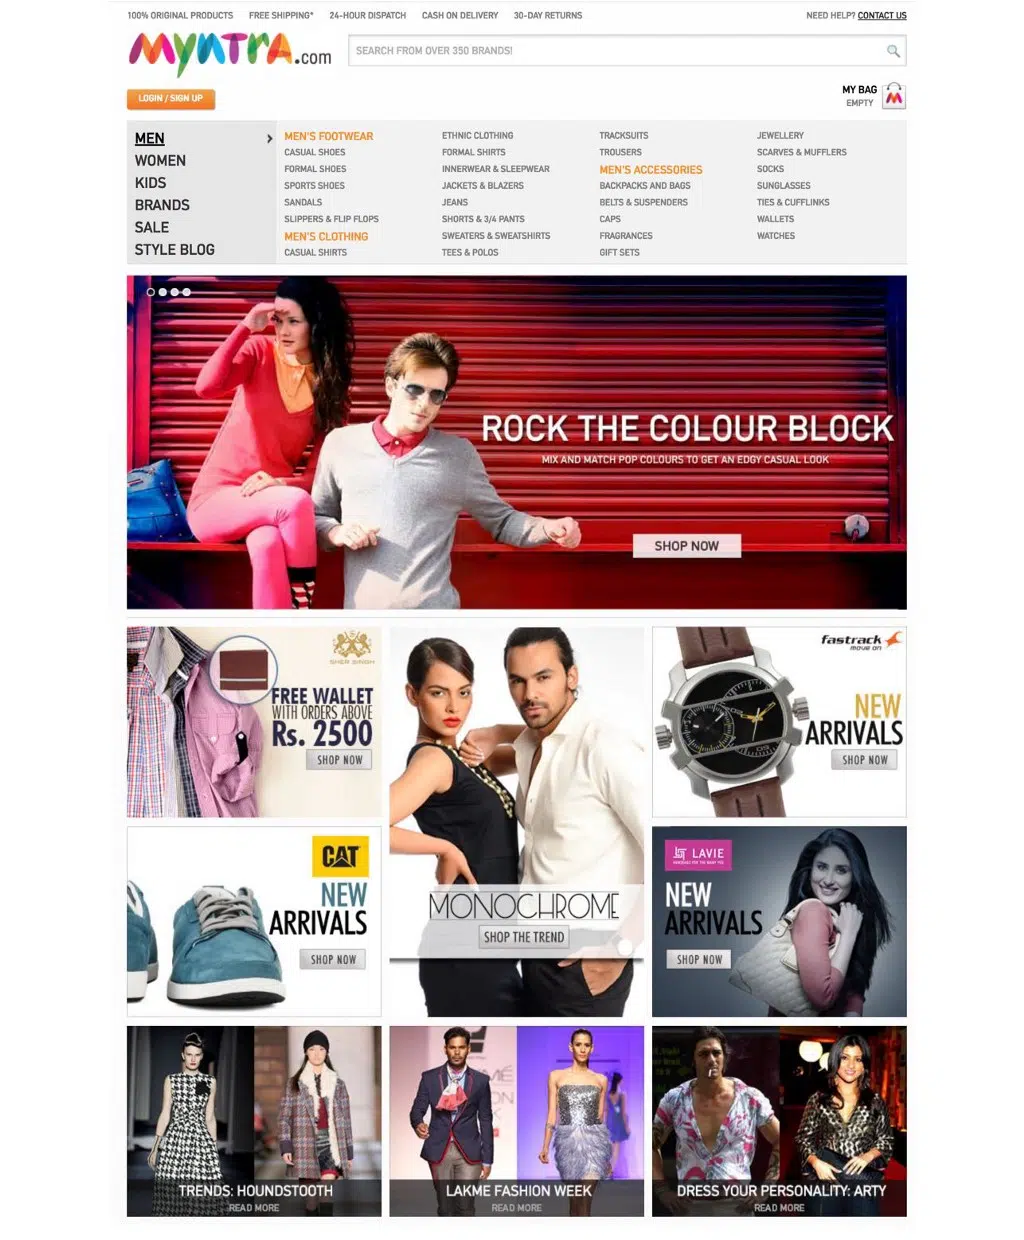 100% ORIGINAL PRODUCTS FREE SHIPPING* 24-HOUR DISPATCH CASH ON DELIVERY 30-DAY RETURNS NEED HELP? CONTACT US
myntra.com
SEARCH FROM OVER 350 BRANDS!
LOGIN / SIGN UP
MY BAG
EMPTY
MEN
WOMEN
KIDS
BRANDS
SALE
STYLE BLOG
MEN'S FOOTWEAR
CASUAL SHOES
FORMAL SHOES
SPORTS SHOES
SANDALS
SLIPPERS & FLIP FLOPS
MEN'S CLOTHING
CASUAL SHIRTS
ETHNIC CLOTHING
FORMAL SHIRTS
INNERWEAR & SLEEPWEAR
JACKETS & BLAZERS
JEANS
SHORTS & 3/4 PANTS
SWEATERS & SWEATSHIRTS
TEES & POLOS
TRACKSUITS
TROUSERS
MEN'S ACCESSORIES
BACKPACKS AND BAGS
BELTS & SUSPENDERS
CAPS
FRAGRANCES
GIFT SETS
JEWELLERY
SCARVES & MUFFLERS
SOCKS
SUNGLASSES
TIES & CUFFLINKS
WALLETS
WATCHES
ROCK THE COLOUR BLOCK
MIX AND MATCH POP COLOURS TO GET AN EDGY CASUAL LOOK
SHOP NOW
SHER SINGH
FREE WALLET
WITH ORDERS ABOVE
Rs. 2500
SHOP NOW
MONOCHROME
SHOP THE TREND
fastrack
move on
NEW
ARRIVALS
SHOP NOW
CAT
NEW
ARRIVALS
SHOP NOW
LAVIE
NEW
ARRIVALS
SHOP NOW
TRENDS: HOUNDSTOOTH
READ MORE
LAKME FASHION WEEK
READ MORE
DRESS YOUR PERSONALITY: ARTY
READ MORE